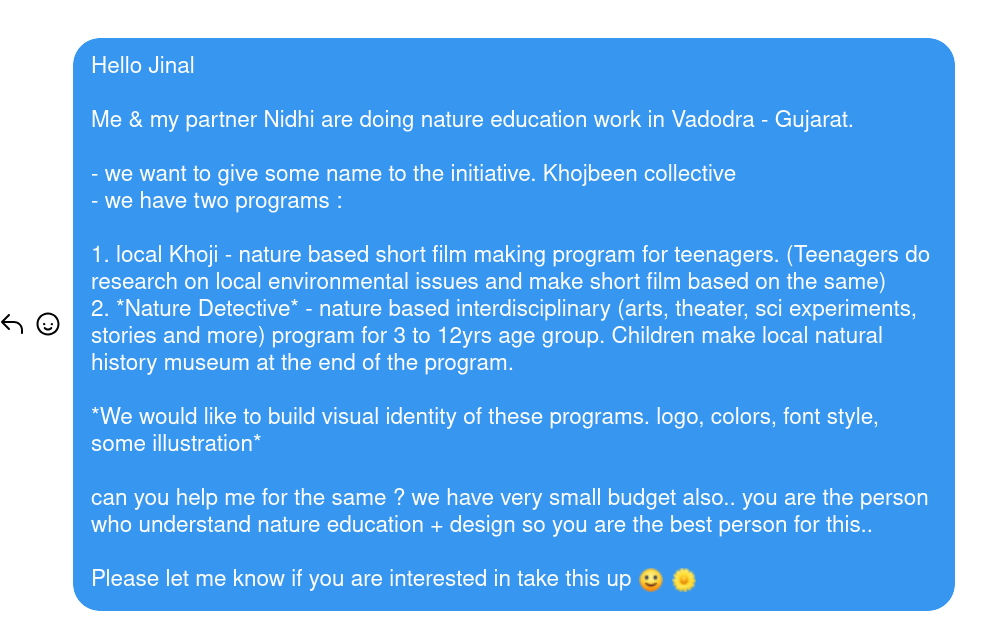 Hello Jinal
Me & my partner Nidhi are doing nature education work in Vadodra - Gujarat.
- we want to give some name to the initiative. Khojbeen collective
- we have two programs :
1. local Khoji - nature based short film making program for teenagers. (Teenagers do
research on local environmental issues and make short film based on the same)
2. *Nature Detective* - nature based interdisciplinary (arts, theater, sci experiments,
stories and more) program for 3 to 12yrs age group. Children make local natural
history museum at the end of the program.
*We would like to build visual identity of these programs. logo, colors, font style,
some illustration*
can you help me for the same ? we have very small budget also.. you are the person
who understand nature education + design so you are the best person for this..
Please let me know if you are interested in take this up 🙂 🌼